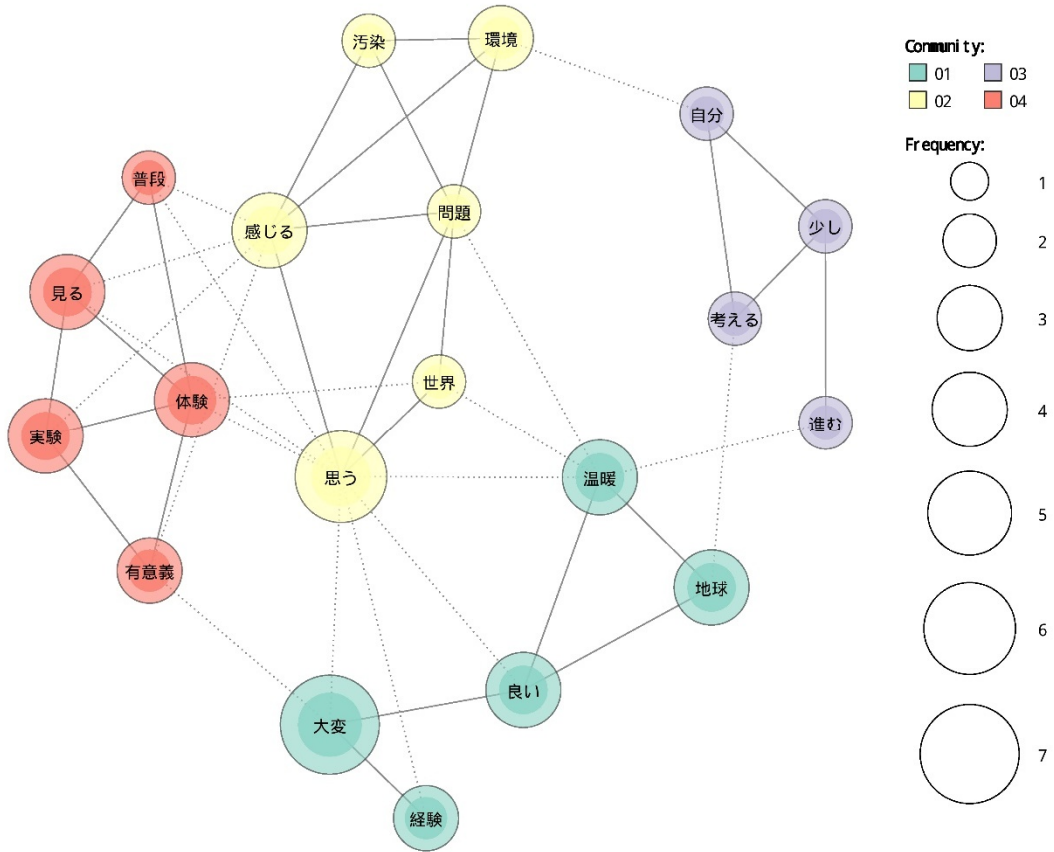 汚染
環境
Community:
01
03
02
04
自分
Frequency:
普段
1
問題
感じる
少し
2
見る
考える
3
世界
体験
4
実験
進む
思う
温暖
5
有意義
地球
6
良い
大変
7
経験